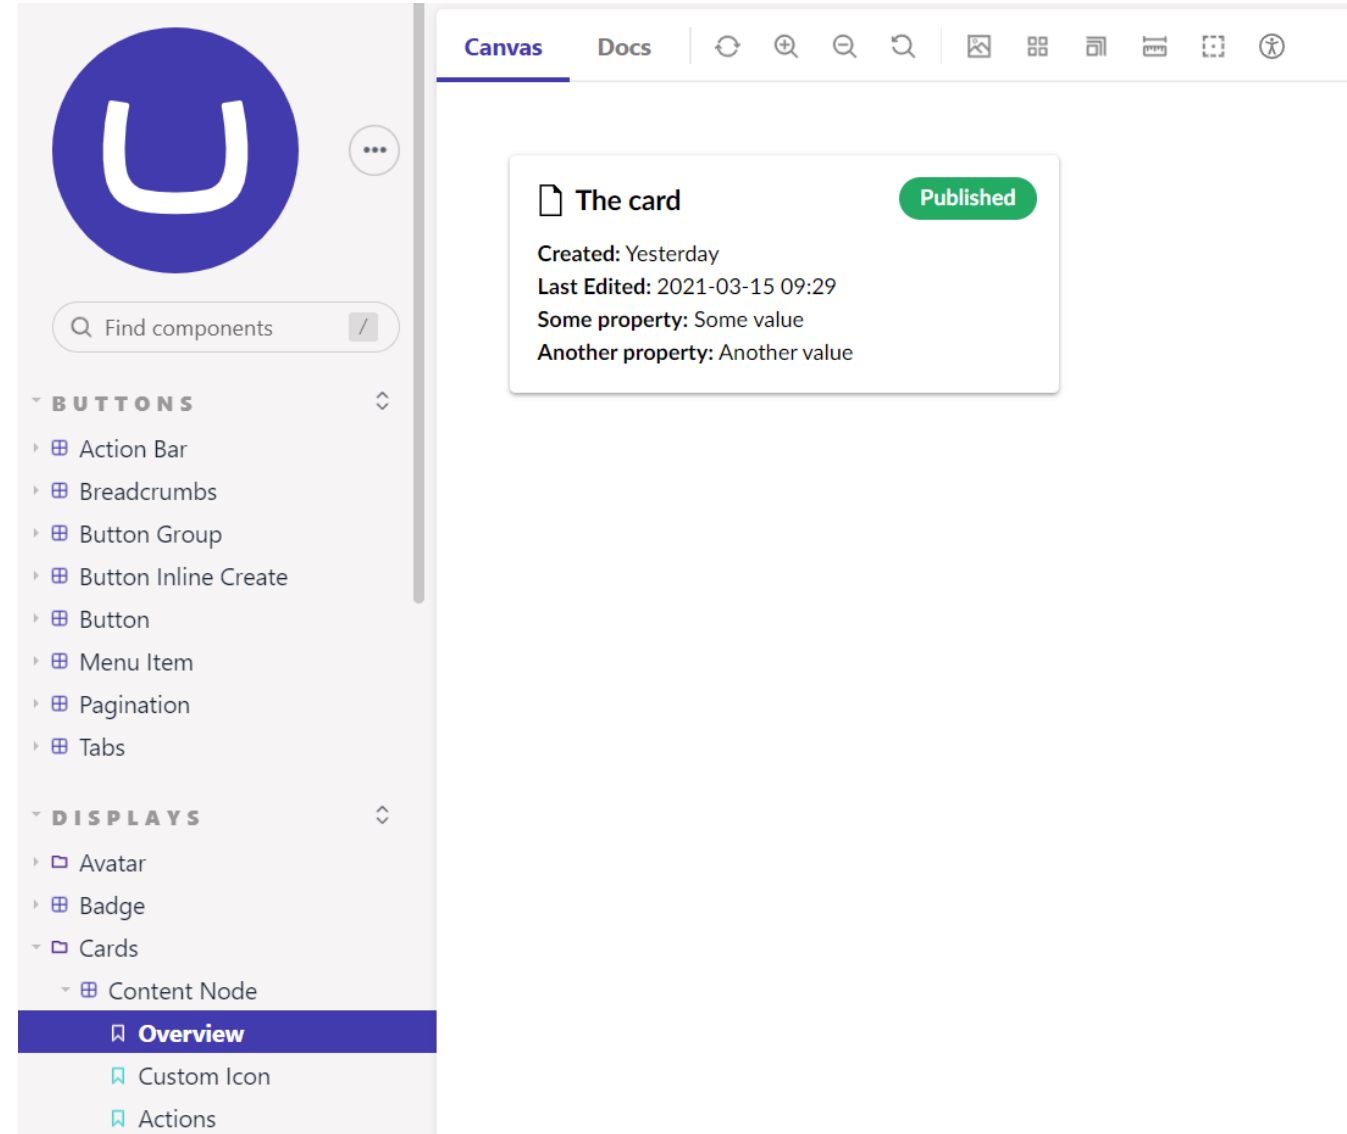 Canvas Docs
The card Published
Created: Yesterday
Last Edited: 2021-03-15 09:29
Some property: Some value
Another property: Another value
Find components /
BUTTONS
Action Bar
Breadcrumbs
Button Group
Button Inline Create
Button
Menu Item
Pagination
Tabs
DISPLAYS
Avatar
Badge
Cards
Content Node
Overview
Custom Icon
Actions